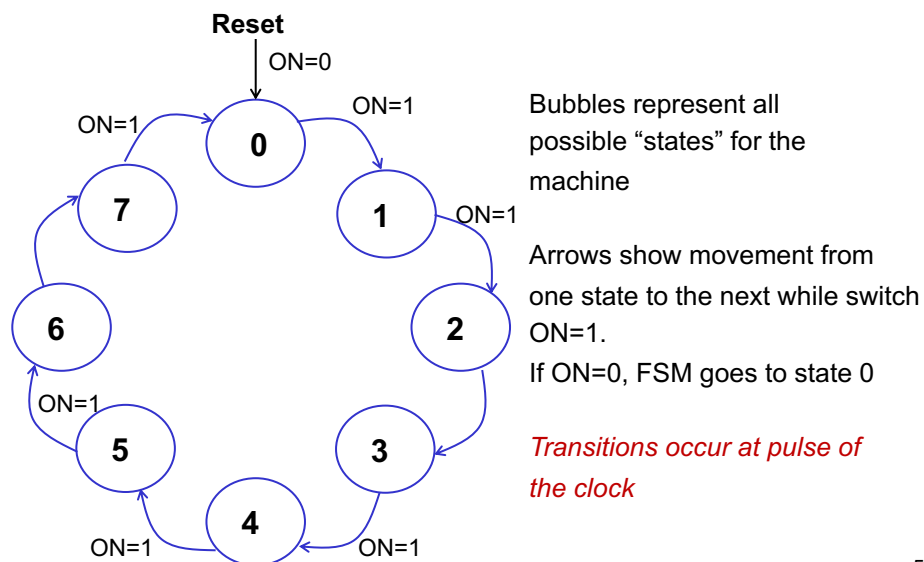 Reset
ON=0
ON=1
ON=1
0
7
1
ON=1
6
2
ON=1
5
3
4
ON=1
ON=1
Bubbles represent all
possible “states” for the
machine
Arrows show movement from
one state to the next while switch
ON=1.
If ON=0, FSM goes to state 0
Transitions occur at pulse of
the clock